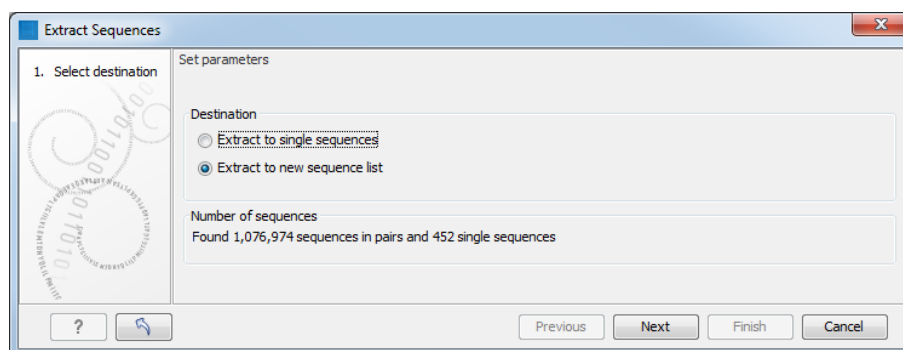 Extract Sequences
1. Select destination
Set parameters
Destination
Extract to single sequences
Extract to new sequence list
Number of sequences
Found 1,076,974 sequences in pairs and 452 single sequences
?
Previous
Next
Finish
Cancel